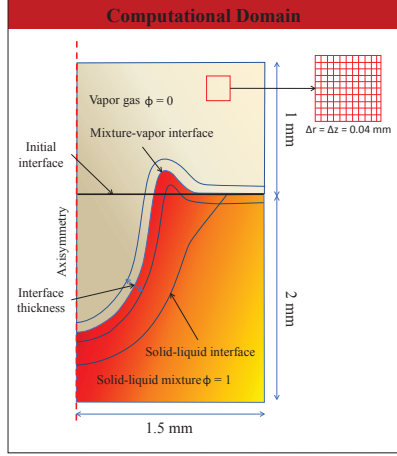 Computational Domain
Vapor gas ϕ = 0
Mixture-vapor interface
Δr = Δz = 0.04 mm
1 mm
Initial
interface
Axisymmetry
Interface
thickness
2 mm
Solid-liquid interface
Solid-liquid mixture ϕ = 1
1.5 mm